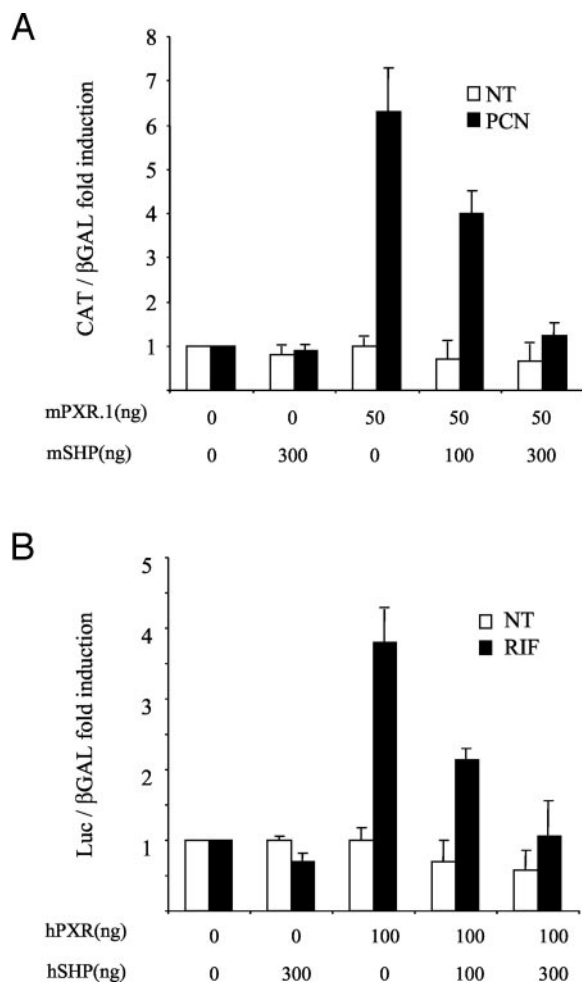 A
8
7
6
5
4
3
2
1
CAT / βGAL fold induction
NT
PCN
mPXR.1(ng) 0 0 50 50 50
mSHP(ng) 0 300 0 100 300
B
5
4
3
2
1
Luc / βGAL fold induction
NT
RIF
hPXR(ng) 0 0 100 100 100
hSHP(ng) 0 300 0 100 300